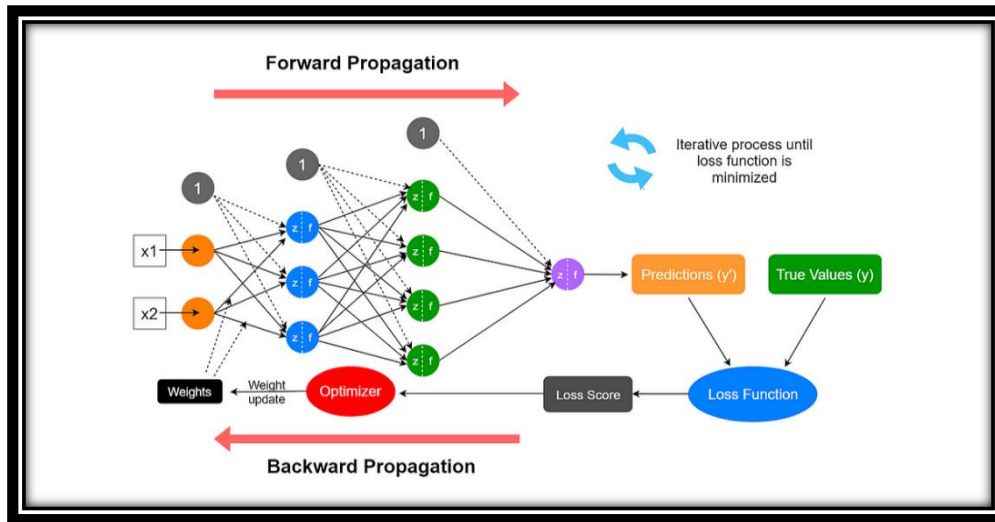 Forward Propagation
1
1
1
Iterative process until
loss function is
minimized
z f
z f
z f
z f
z f
z f
z f
z f
x1
x2
Predictions (y')
True Values (y)
Weights
Weight
update
Optimizer
Loss Score
Loss Function
Backward Propagation